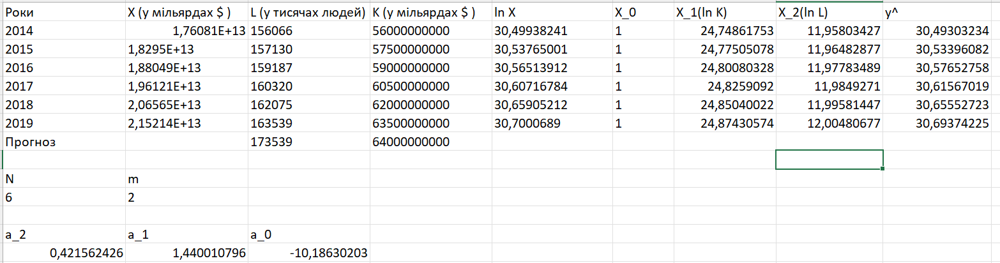 Роки X (у мільярдах $ ) L (у тисячах людей) K (у мільярдах $ ) ln X X_0 X_1(ln K) X_2(ln L) y^
2014 1,76081E+13 156066 56000000000 30,49938241 1 24,74861753 11,95803427 30,49303234
2015 1,8295E+13 157130 57500000000 30,53765001 1 24,77505078 11,96482877 30,53396082
2016 1,88049E+13 159187 59000000000 30,56513912 1 24,80080328 11,97783489 30,57652758
2017 1,96121E+13 160320 60500000000 30,60716784 1 24,8259092 11,9849271 30,61567019
2018 2,06565E+13 162075 62000000000 30,65905212 1 24,85040022 11,99581447 30,65552723
2019 2,15214E+13 163539 63500000000 30,7000689 1 24,87430574 12,00480677 30,69374225
Прогноз 173539 64000000000
N m
6 2
a_2 a_1 a_0
0,421562426 1,440010796 -10,18630203